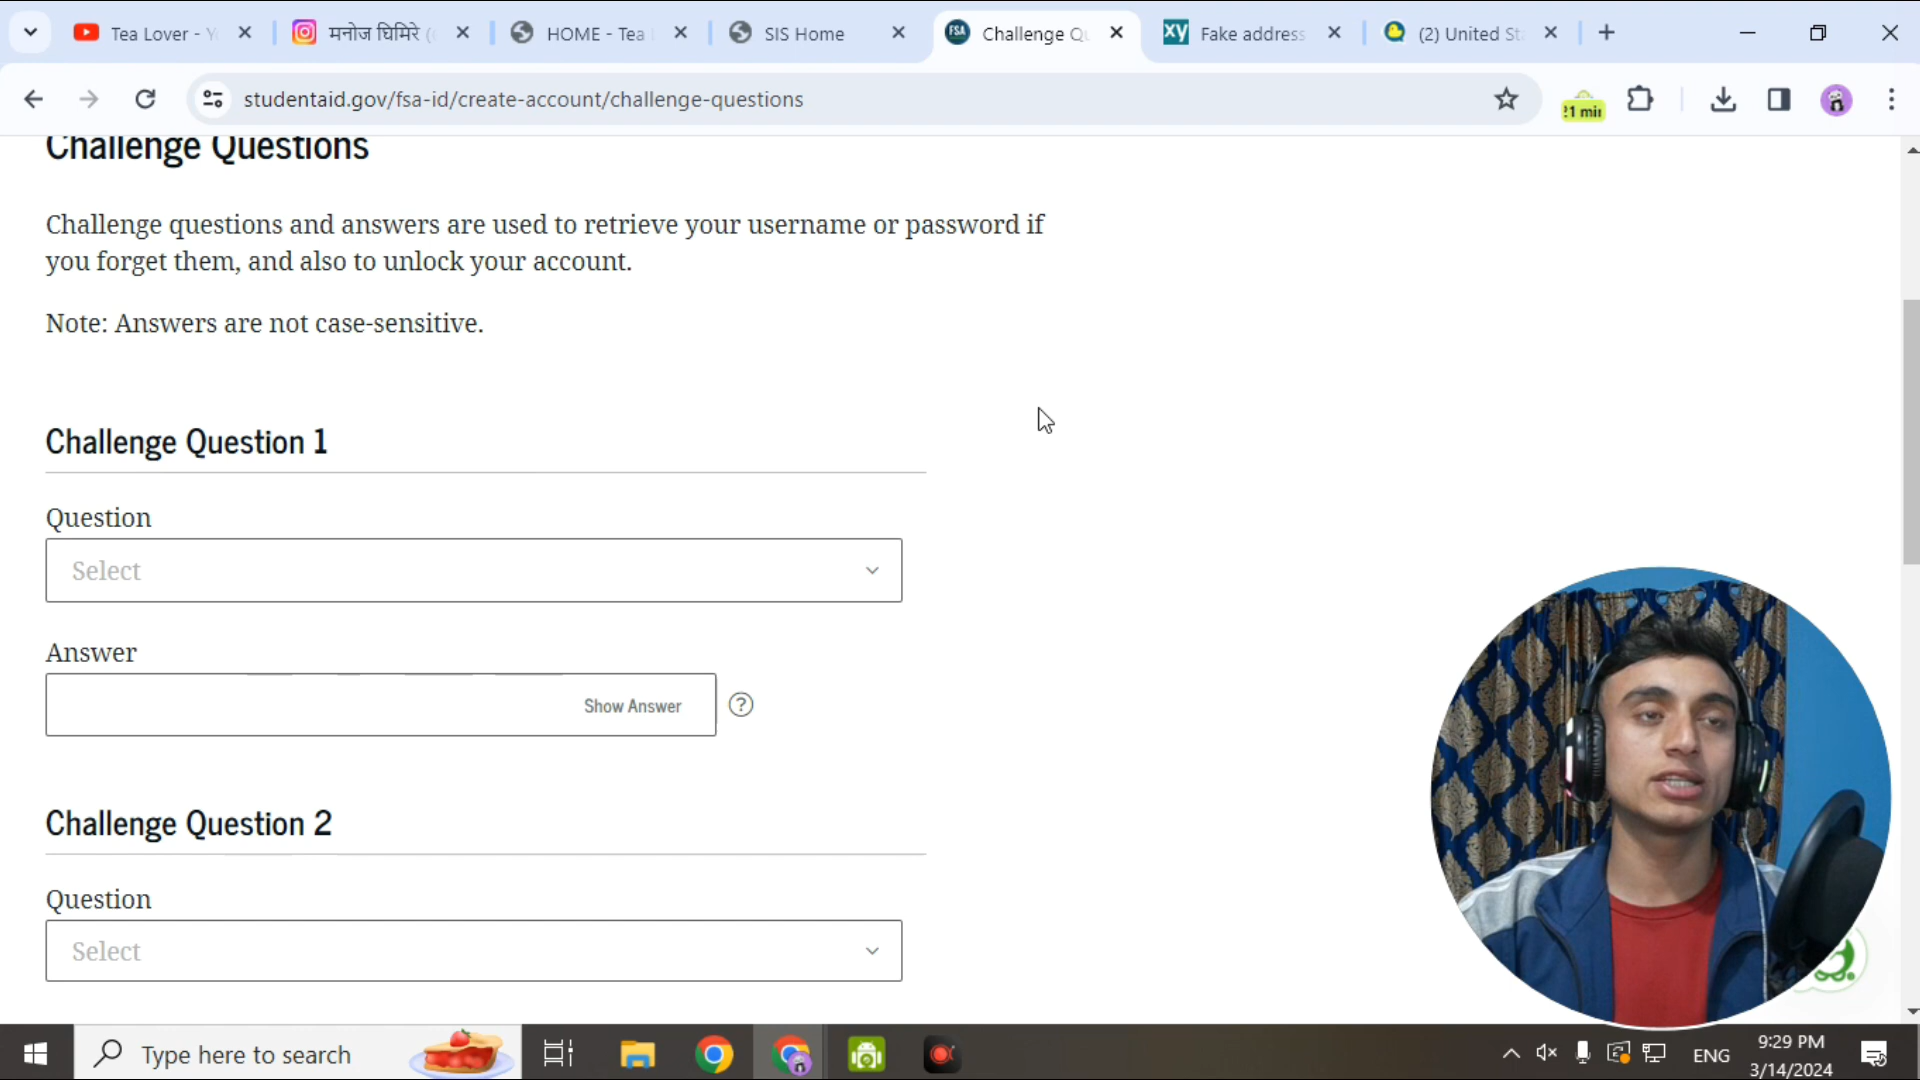 Tea Lover - Y
मनोज घिमिरे (
HOME - Tea
SIS Home
Challenge Qu
Fake address
(2) United St
studentaid.gov/fsa-id/create-account/challenge-questions
Challenge Questions
Challenge questions and answers are used to retrieve your username or password if
you forget them, and also to unlock your account.
Note: Answers are not case-sensitive.
Challenge Question 1
Question
Select
Answer
Show Answer
Challenge Question 2
Question
Select
Type here to search
ENG
9:29 PM
3/14/2024